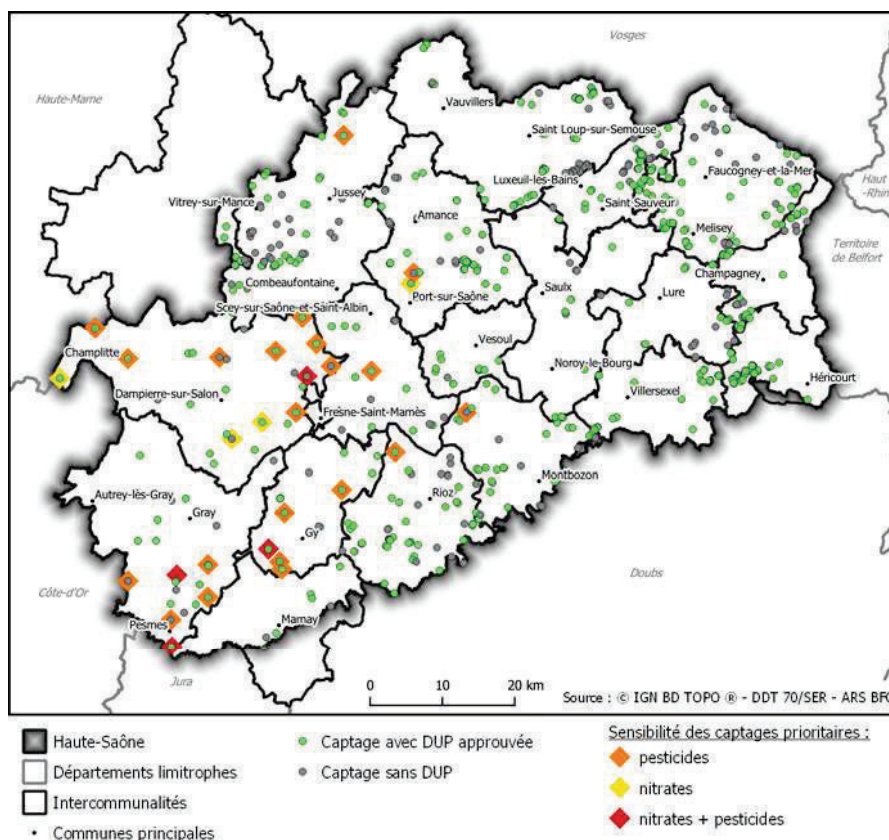 Vosges
Haute-Marne
Vauvillers
Saint Loup-sur-Semouse
Luxeuil-les-Bains
Faucogney-et-la-Mer
Haut
-Rhin
Vitrey-sur-Mance
Jussey
Saint-Sauveur
Amance
Melisey
Territoire
de Belfort
Combeaufontaine
Champagney
Port-sur-Saône
Saulx
Lure
Scey-sur-Saône-et-Saint-Albin
Champlitte
Vesoul
Noroy-le-Bourg
Héricourt
Dampierre-sur-Salon
Villersexel
Fresne-Saint-Mamès
Montbozon
Autrey-lès-Gray
Rioz
Gray
Gy
Côte-d'Or
Doubs
Pesmes
Marnay
Jura
0 10 20 km
Source : © IGN BD TOPO ® - DDT 70/SER - ARS BFC
Haute-Saône
Départements limitrophes
Intercommunalités
Communes principales
Captage avec DUP approuvée
Captage sans DUP
Sensibilité des captages prioritaires :
pesticides
nitrates
nitrates + pesticides